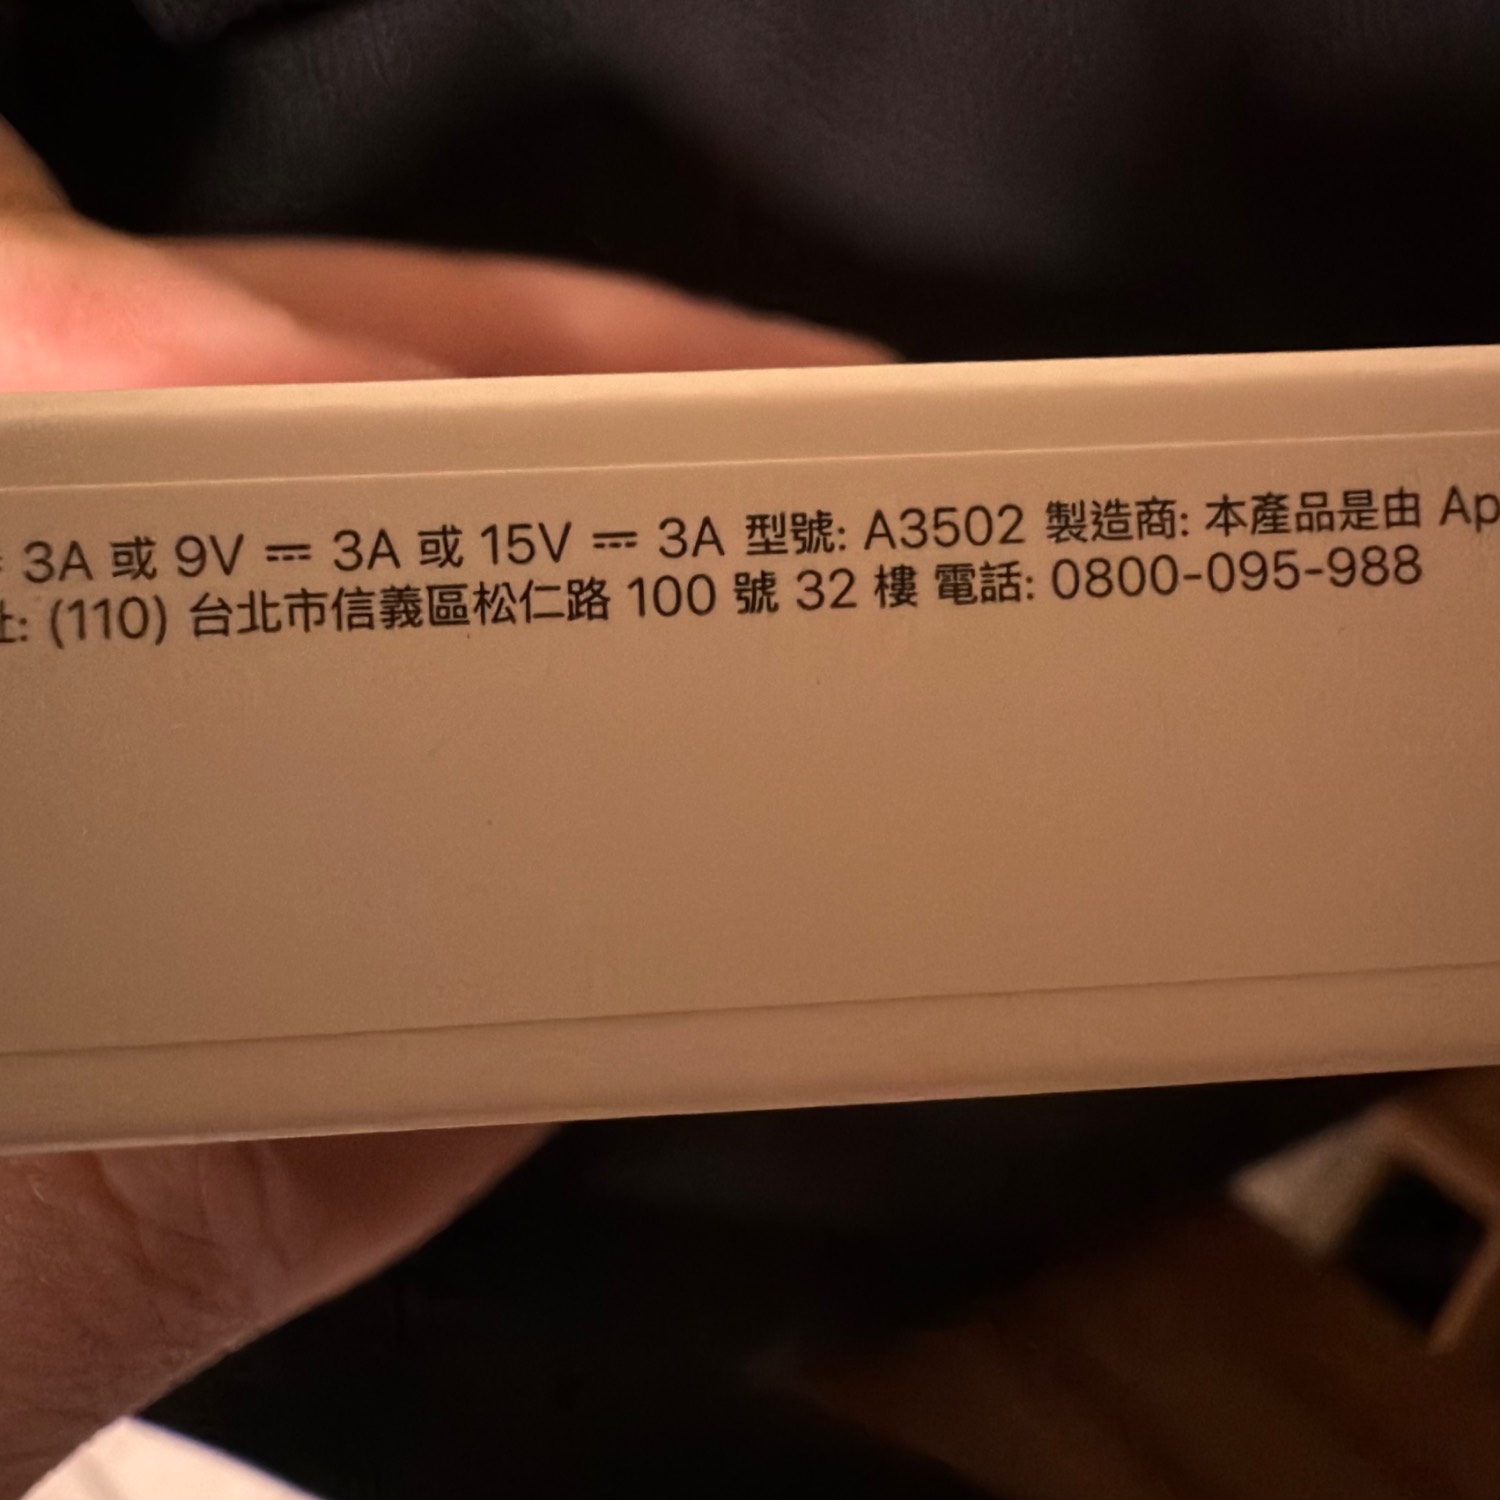 3A 或 9V ⎓ 3A 或 15V ⎓ 3A 型號: A3502 製造商: 本產品是由 Ap
址: (110) 台北市信義區松仁路 100 號 32 樓 電話: 0800-095-988